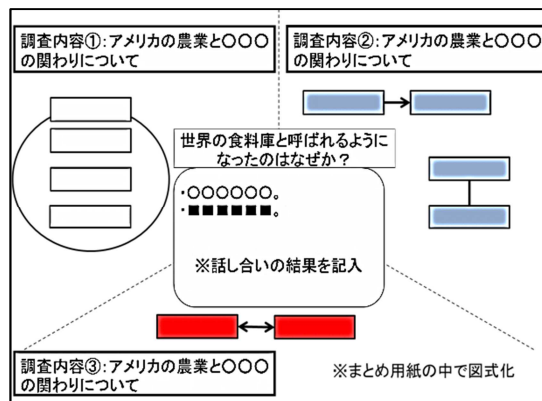 調査内容①:アメリカの農業と〇〇〇
の関わりについて
調査内容②:アメリカの農業と〇〇〇
の関わりについて
世界の食料庫と呼ばれるように
なったのはなぜか？
・〇〇〇〇〇〇。
・■■■■■■。
※話し合いの結果を記入
調査内容③:アメリカの農業と〇〇〇
の関わりについて
※まとめ用紙の中で図式化